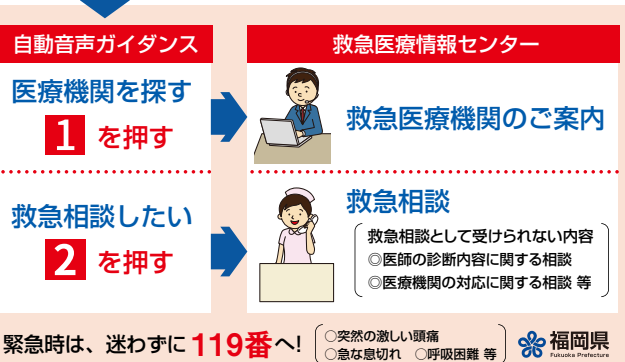 自動音声ガイダンス
救急医療情報センター
医療機関を探す
1 を押す
救急医療機関のご案内
救急相談したい
2 を押す
救急相談
救急相談として受けられない内容
◎医師の診断内容に関する相談
◎医療機関の対応に関する相談 等
緊急時は、迷わずに119番へ!
○突然の激しい頭痛
○急な息切れ ○呼吸困難 等
福岡県
Fukuoka Prefecture